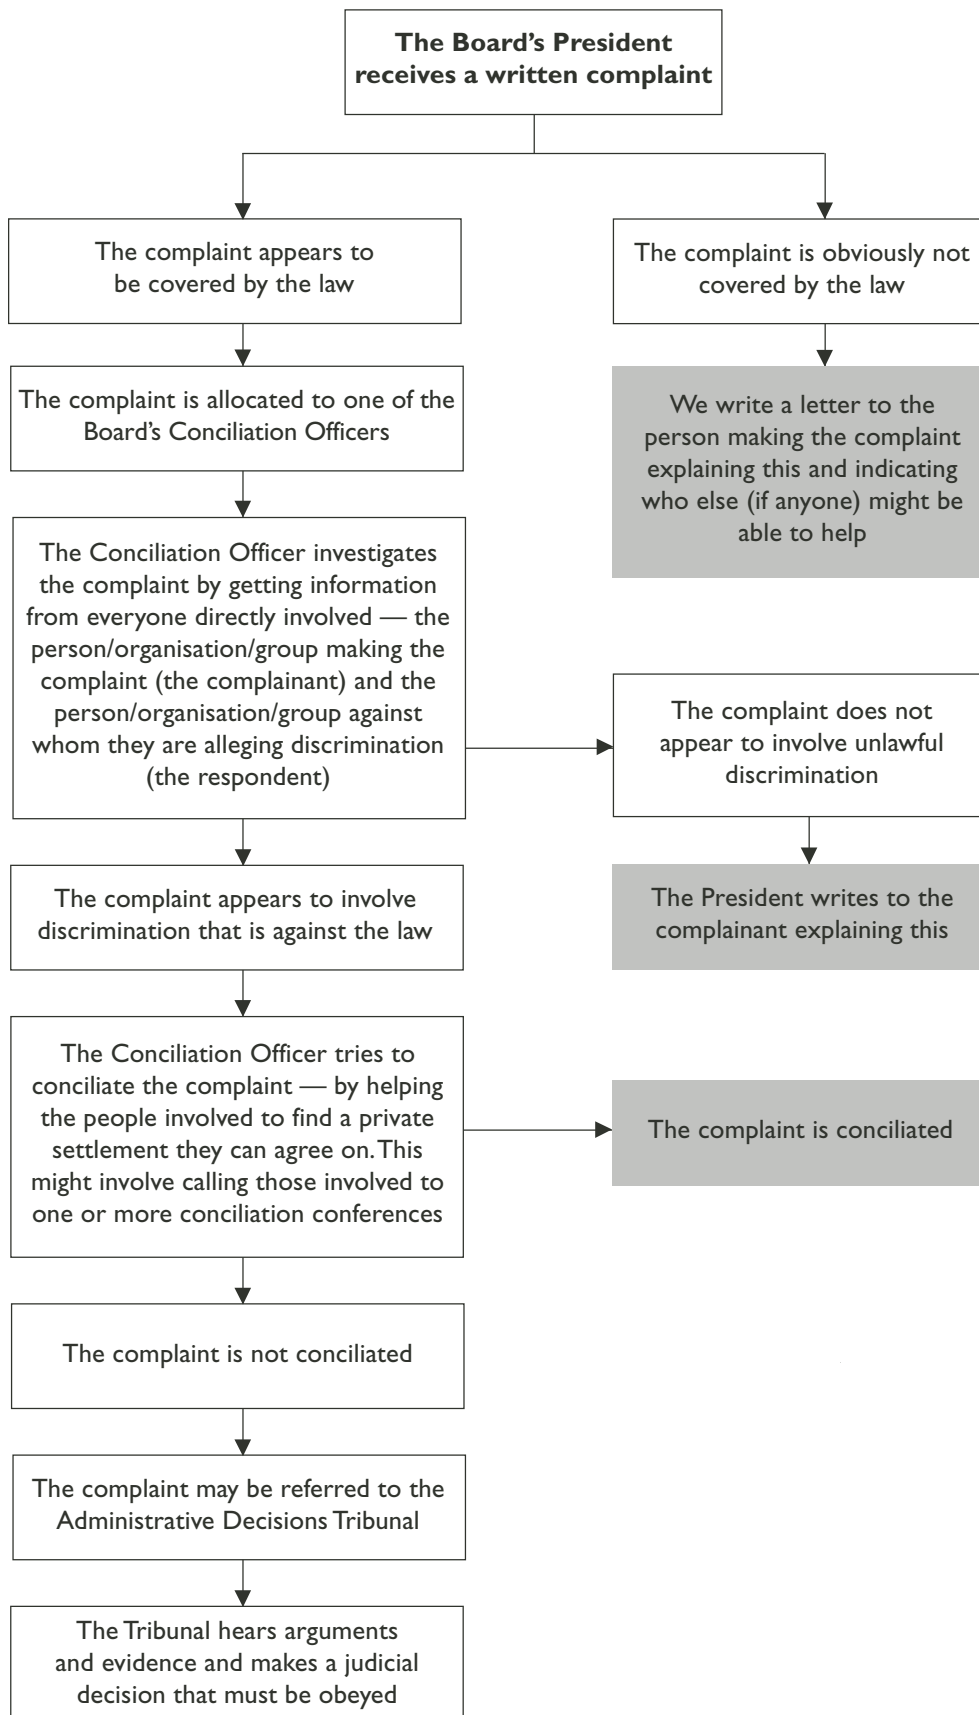 The Board's President
receives a written complaint
The complaint appears to
be covered by the law
The complaint is obviously not
covered by the law
The complaint is allocated to one of the
Board's Conciliation Officers
We write a letter to the
person making the complaint
explaining this and indicating
who else (if anyone) might be
able to help
The Conciliation Officer investigates
the complaint by getting information
from everyone directly involved — the
person/organisation/group making the
complaint (the complainant) and the
person/organisation/group against
whom they are alleging discrimination
(the respondent)
The complaint does not
appear to involve unlawful
discrimination
The complaint appears to involve
discrimination that is against the law
The President writes to the
complainant explaining this
The Conciliation Officer tries to
conciliate the complaint — by helping
the people involved to find a private
settlement they can agree on. This
might involve calling those involved to
one or more conciliation conferences
The complaint is conciliated
The complaint is not conciliated
The complaint may be referred to the
Administrative Decisions Tribunal
The Tribunal hears arguments
and evidence and makes a judicial
decision that must be obeyed